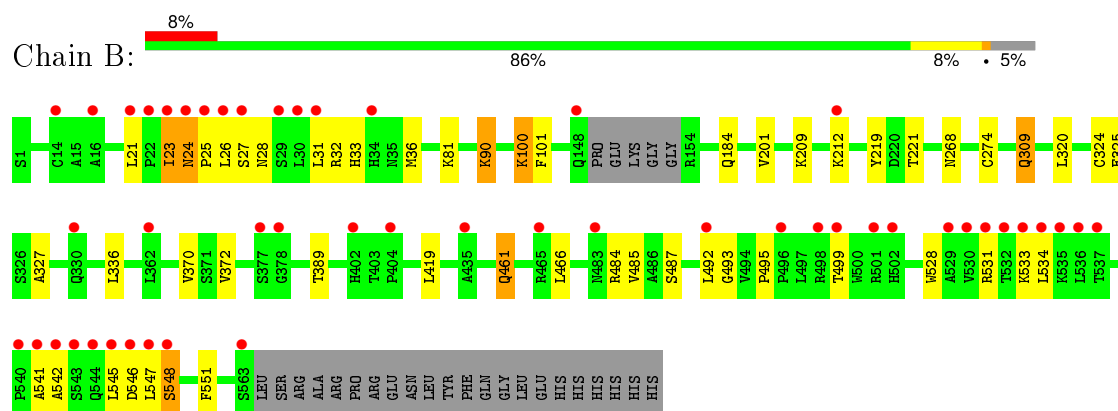 8%
Chain B:
86% 8% • 5%
S1 C14 A15 A16 L21 P22 I23 N24 P25 L26 S27 N28 S29 L30 L31 R32 H33 H34 N35 M36 K81 K90 K100 F101 Q148 PRO GLU LYS GLY GLY R154 Q184 V201 K209 K212 Y219 D220 T221 N268 C274 Q309 L320 C324
S326 A327 Q330 L336 L362 V370 S371 V372 S377 G378 T389 H402 T403 P404 L419 A435 Q461 R465 L466 N483 R484 V485 A486 S487 L492 G493 V494 P495 P496 L497 R498 T499 W500 R501 H502 W528 A529 V530 R531 T532 K533 L534 K535 L536 T537
P540 A541 A542 S543 Q544 L545 D546 L547 S548 F551 S563 LEU SER ARG ALA ARG PRO ARG GLU ASN LEU TYR PHE GLN GLY LEU GLU HIS HIS HIS HIS HIS HIS